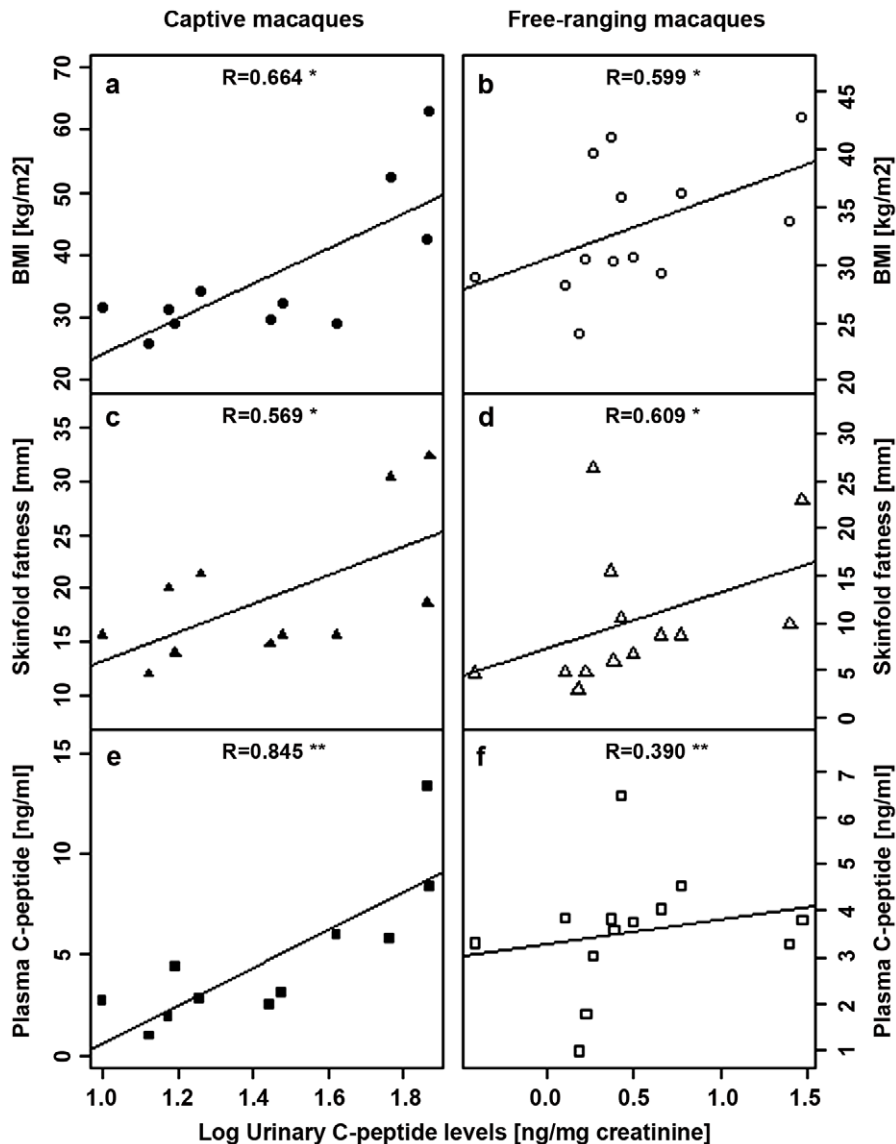 Captive macaques
Free-ranging macaques
a
R=0.664 *
BMI [kg/m2]
70
60
50
40
30
20
b
R=0.599 *
BMI [kg/m2]
45
40
35
30
25
20
c
R=0.569 *
Skinfold fatness [mm]
35
30
25
20
15
10
d
R=0.609 *
Skinfold fatness [mm]
30
25
20
15
10
5
0
e
R=0.845 **
Plasma C-peptide [ng/ml]
15
10
5
0
f
R=0.390 **
Plasma C-peptide [ng/ml]
7
6
5
4
3
2
1
1.0 1.2 1.4 1.6 1.8
0.0 0.5 1.0 1.5
Log Urinary C-peptide levels [ng/mg creatinine]